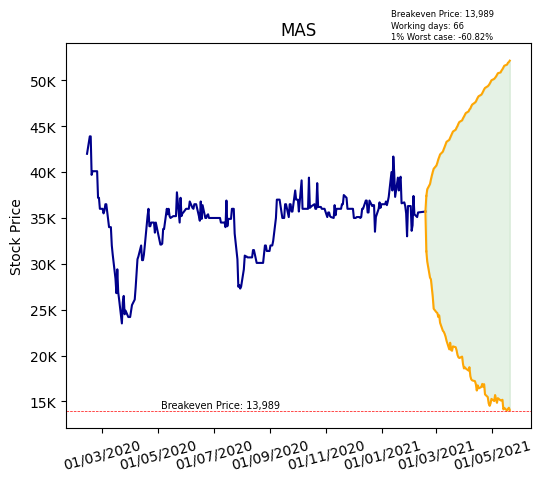 Breakeven Price: 13,989
Working days: 66
1% Worst case: -60.82%
MAS
Stock Price
50K
45K
40K
35K
30K
25K
20K
15K
Breakeven Price: 13,989
01/03/2020
01/05/2020
01/07/2020
01/09/2020
01/11/2020
01/01/2021
01/03/2021
01/05/2021